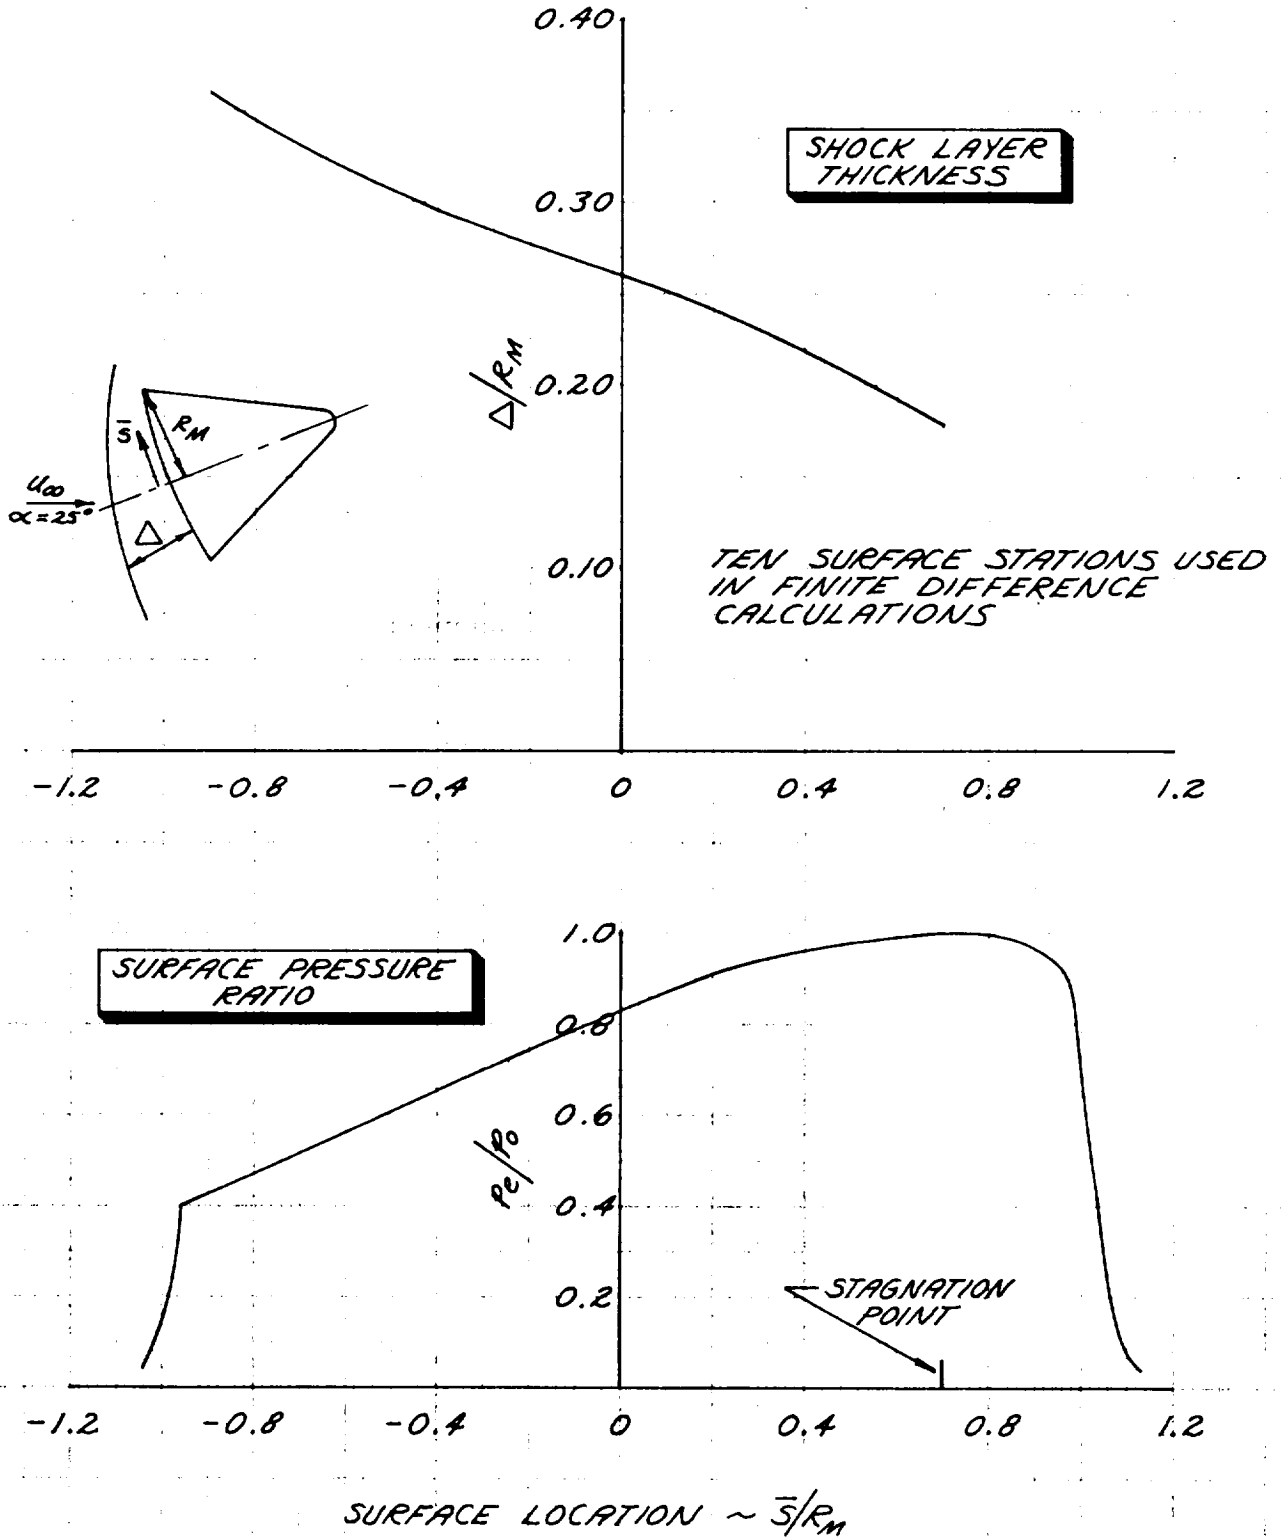 0.40
SHOCK LAYER
THICKNESS
0.30
Δ/R_M
0.20
S̅
R_M
U∞
α=25°
Δ
0.10
TEN SURFACE STATIONS USED
IN FINITE DIFFERENCE
CALCULATIONS
-1.2 -0.8 -0.4 0 0.4 0.8 1.2
1.0
SURFACE PRESSURE
RATIO
0.8
0.6
Pe/Po
0.4
0.2
STAGNATION
POINT
-1.2 -0.8 -0.4 0 0.4 0.8 1.2
SURFACE LOCATION ~ S̅/R_M